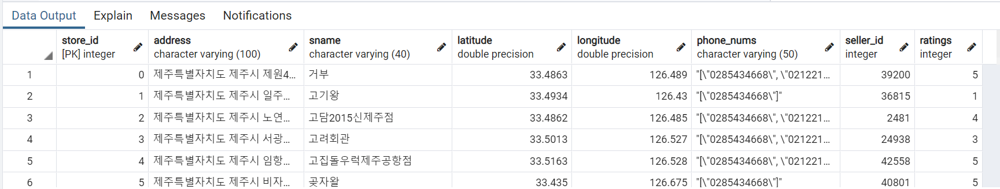 Data Output Explain Messages Notifications
store_id address sname latitude longitude phone_nums seller_id ratings
[PK] integer character varying (100) character varying (40) double precision double precision character varying (50) integer integer
1 0 제주특별자치도 제주시 제원4... 거부 33.4863 126.489 "[\"0285434668\", \"021221... 39200 5
2 1 제주특별자치도 제주시 일주... 고기왕 33.4934 126.43 "[\"0285434668\"]" 36815 1
3 2 제주특별자치도 제주시 노연... 고담2015신제주점 33.4862 126.485 "[\"0285434668\", \"021221... 2481 4
4 3 제주특별자치도 제주시 서광... 고려회관 33.5013 126.527 "[\"0285434668\", \"021221... 24938 3
5 4 제주특별자치도 제주시 임항... 고집돌우럭제주공항점 33.5163 126.528 "[\"0285434668\", \"021221... 42558 5
6 5 제주특별자치도 제주시 비자... 곶자왈 33.435 126.675 "[\"0285434668\"]" 40801 5